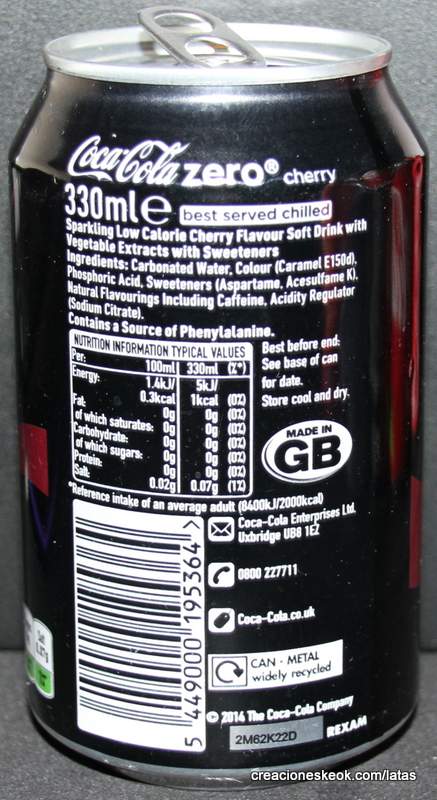 Coca-Cola zero® cherry
330ml e best served chilled
Sparkling Low Calorie Cherry Flavour Soft Drink with
Vegetable Extracts with Sweeteners
Ingredients: Carbonated Water, Colour (Caramel E150d),
Phosphoric Acid, Sweeteners (Aspartame, Acesulfame K),
Natural Flavourings Including Caffeine, Acidity Regulator
(Sodium Citrate).
Contains a Source of Phenylalanine.
NUTRITION INFORMATION TYPICAL VALUES
Per: 100ml 330ml (%*)
Energy: 1.4kJ/ 5kJ/
0.3kcal 1kcal (0%)
Fat: 0g 0g (0%)
of which saturates: 0g 0g (0%)
Carbohydrate: 0g 0g (0%)
of which sugars: 0g 0g (0%)
Protein: 0g 0g (0%)
Salt: 0.02g 0.07g (1%)
*Reference intake of an average adult (8400kJ/2000kcal)
Best before end:
See base of can
for date.
Store cool and dry.
MADE IN
GB
Coca-Cola Enterprises Ltd.
Uxbridge UB8 1EZ
0800 227711
Coca-Cola.co.uk
CAN · METAL
widely recycled
© 2014 The Coca-Cola Company
2M62K22D REXAM
5 449000 195364 >
Salt
0.07g
1%
creacioneskeok.com/latas